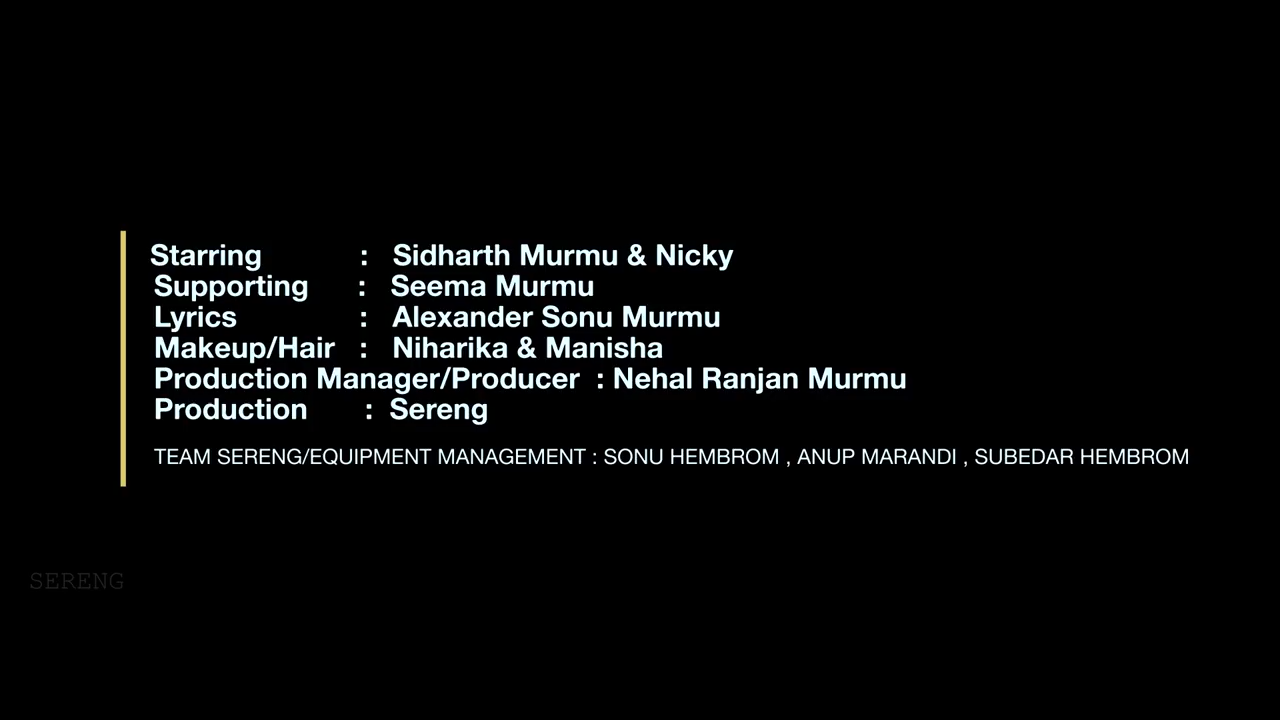 Starring : Sidharth Murmu & Nicky
Supporting : Seema Murmu
Lyrics : Alexander Sonu Murmu
Makeup/Hair : Niharika & Manisha
Production Manager/Producer : Nehal Ranjan Murmu
Production : Sereng
TEAM SERENG/EQUIPMENT MANAGEMENT : SONU HEMBROM , ANUP MARANDI , SUBEDAR HEMBROM
SERENG